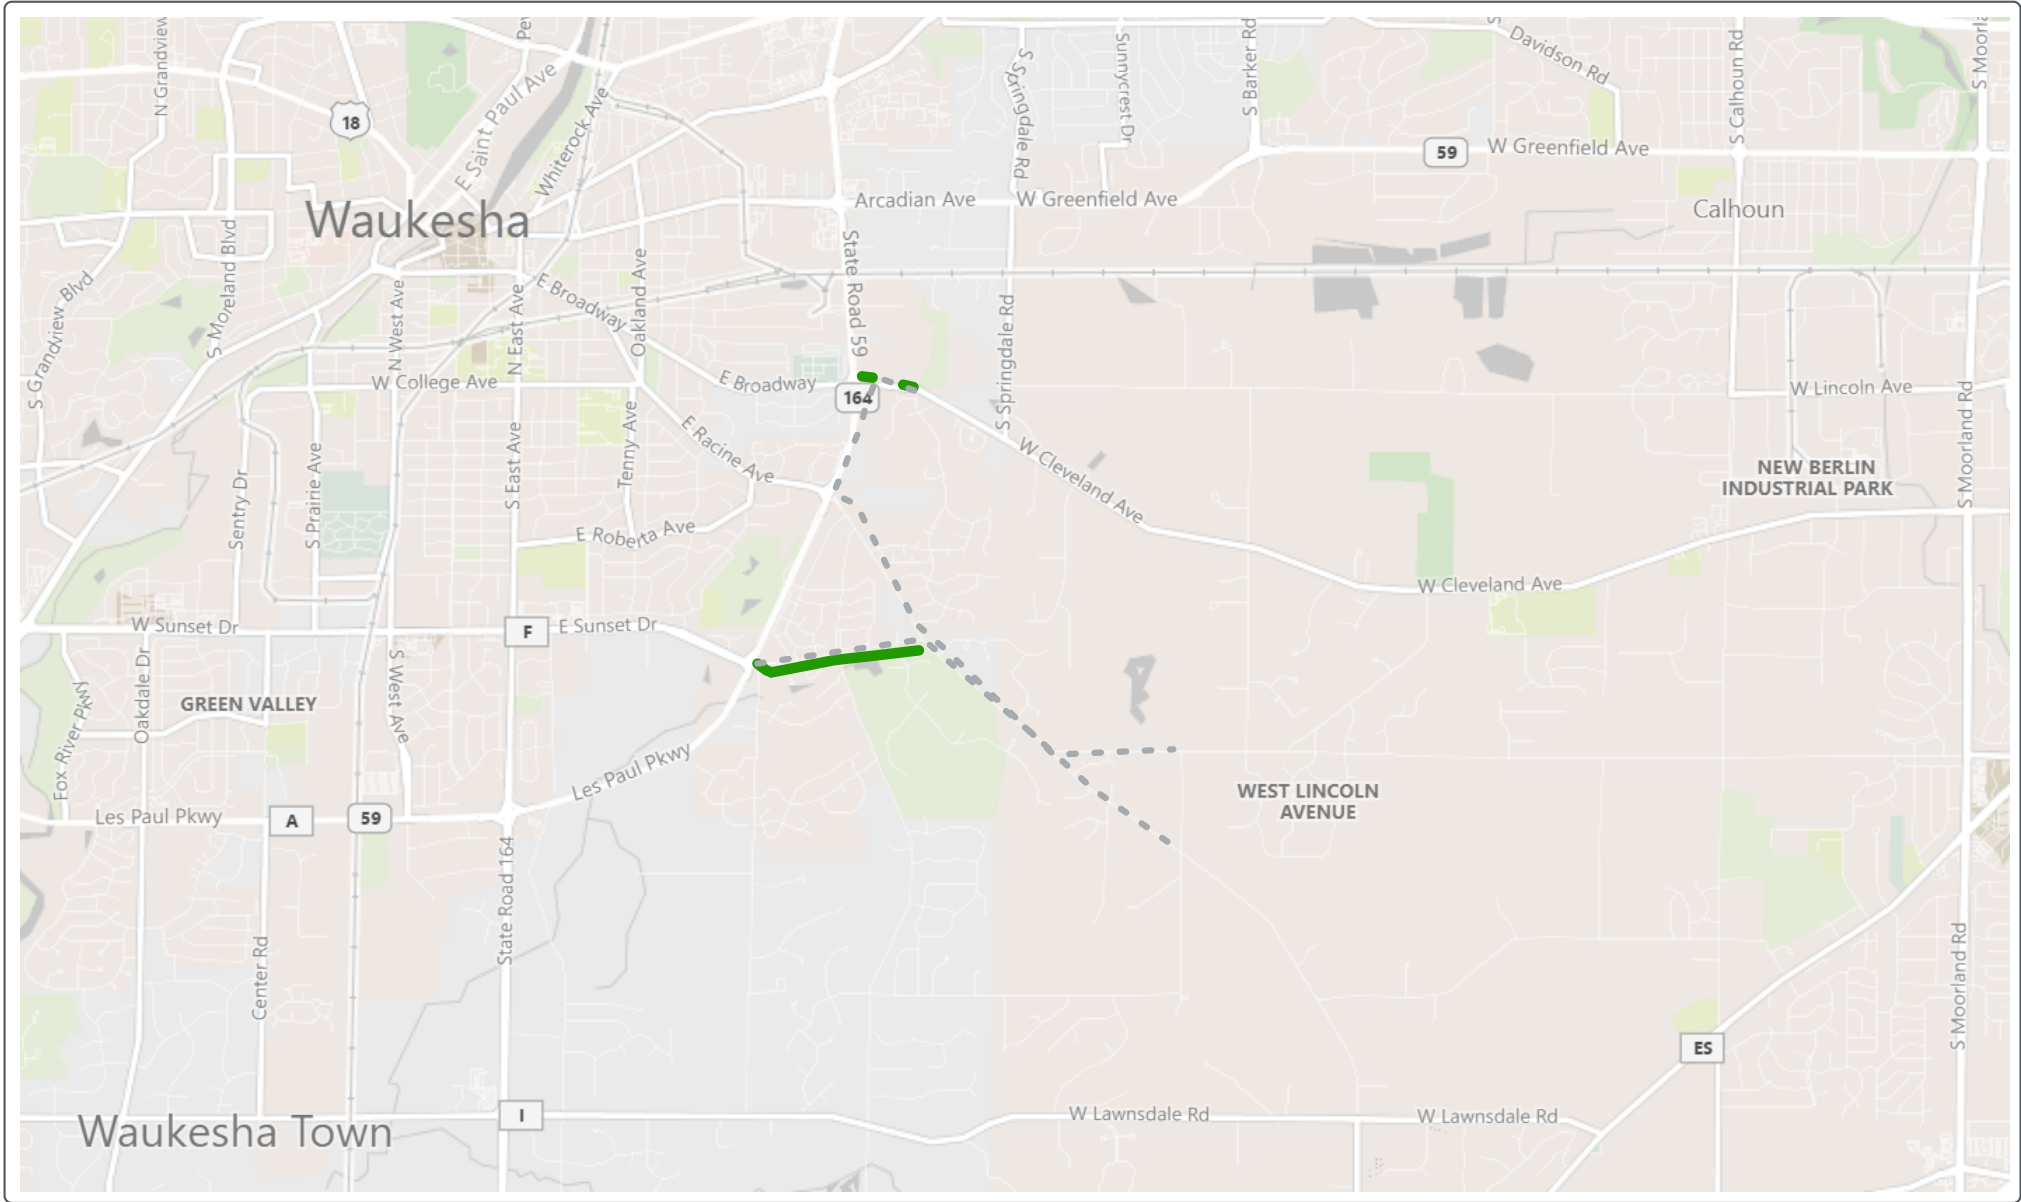 N Grandview
Pe
E Saint Paul Ave
Whiterock Ave
S Springdale Rd
Sunnycrest Dr
S Barker Rd
S
Davidson Rd
S Calhoun Rd
S Moorla
18
59
W Greenfield Ave
Waukesha
Arcadian Ave
W Greenfield Ave
Calhoun
S Moreland Blvd
S Grandview Blvd
N West Ave
N East Ave
E Broadway
Oakland Ave
State Road 59
S Springdale Rd
W College Ave
E Broadway
164
W Lincoln Ave
S Moorland Rd
E Racine Ave
Tenny Ave
S East Ave
W Cleveland Ave
NEW BERLIN
INDUSTRIAL PARK
Sentry Dr
S Prairie Ave
E Roberta Ave
W Cleveland Ave
W Sunset Dr
F
E Sunset Dr
Oakdale Dr
S West Ave
Fox River Pkwy
GREEN VALLEY
Les Paul Pkwy
WEST LINCOLN
AVENUE
Les Paul Pkwy
A
59
State Road 164
Center Rd
S Moorland Rd
ES
Waukesha Town
I
W Lawnsdale Rd
W Lawnsdale Rd